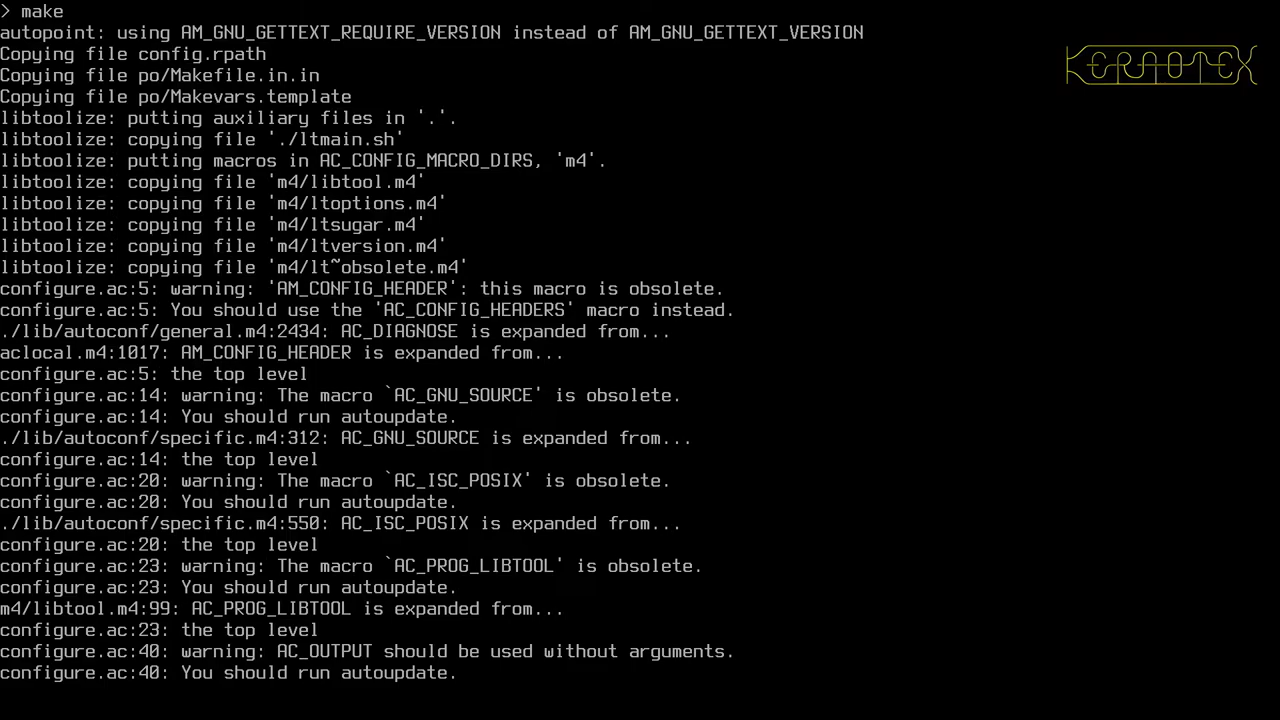 > make
autopoint: using AM_GNU_GETTEXT_REQUIRE_VERSION instead of AM_GNU_GETTEXT_VERSION
Copying file config.rpath
Copying file po/Makefile.in.in
Copying file po/Makevars.template
libtoolize: putting auxiliary files in '.'.
libtoolize: copying file './ltmain.sh'
libtoolize: putting macros in AC_CONFIG_MACRO_DIRS, 'm4'.
libtoolize: copying file 'm4/libtool.m4'
libtoolize: copying file 'm4/ltoptions.m4'
libtoolize: copying file 'm4/ltsugar.m4'
libtoolize: copying file 'm4/ltversion.m4'
libtoolize: copying file 'm4/lt~obsolete.m4'
configure.ac:5: warning: 'AM_CONFIG_HEADER': this macro is obsolete.
configure.ac:5: You should use the 'AC_CONFIG_HEADERS' macro instead.
./lib/autoconf/general.m4:2434: AC_DIAGNOSE is expanded from...
aclocal.m4:1017: AM_CONFIG_HEADER is expanded from...
configure.ac:5: the top level
configure.ac:14: warning: The macro `AC_GNU_SOURCE' is obsolete.
configure.ac:14: You should run autoupdate.
./lib/autoconf/specific.m4:312: AC_GNU_SOURCE is expanded from...
configure.ac:14: the top level
configure.ac:20: warning: The macro `AC_ISC_POSIX' is obsolete.
configure.ac:20: You should run autoupdate.
./lib/autoconf/specific.m4:550: AC_ISC_POSIX is expanded from...
configure.ac:20: the top level
configure.ac:23: warning: The macro `AC_PROG_LIBTOOL' is obsolete.
configure.ac:23: You should run autoupdate.
m4/libtool.m4:99: AC_PROG_LIBTOOL is expanded from...
configure.ac:23: the top level
configure.ac:40: warning: AC_OUTPUT should be used without arguments.
configure.ac:40: You should run autoupdate.